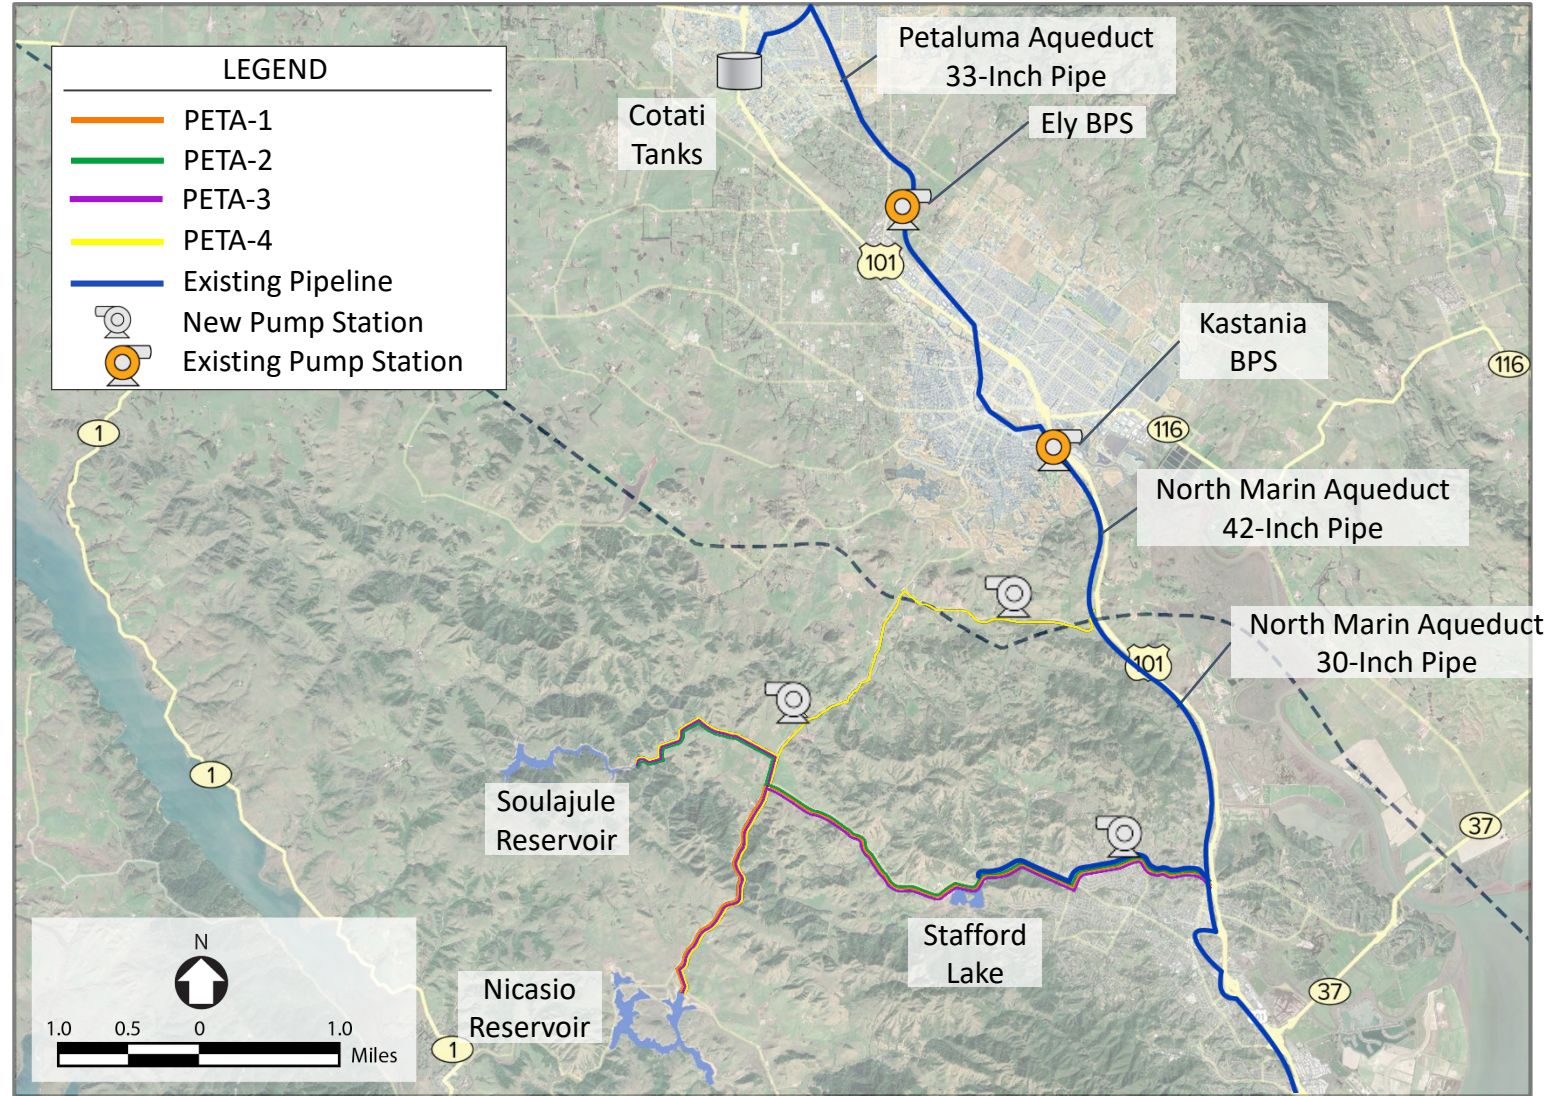 LEGEND
PETA-1
PETA-2
PETA-3
PETA-4
Existing Pipeline
New Pump Station
Existing Pump Station
Petaluma Aqueduct
33-Inch Pipe
Cotati
Tanks
Ely BPS
101
Kastania
BPS
116
116
1
North Marin Aqueduct
42-Inch Pipe
North Marin Aqueduct
30-Inch Pipe
101
1
Soulajule
Reservoir
37
Stafford
Lake
Nicasio
Reservoir
37
1
N
1.0 0.5 0 1.0
Miles